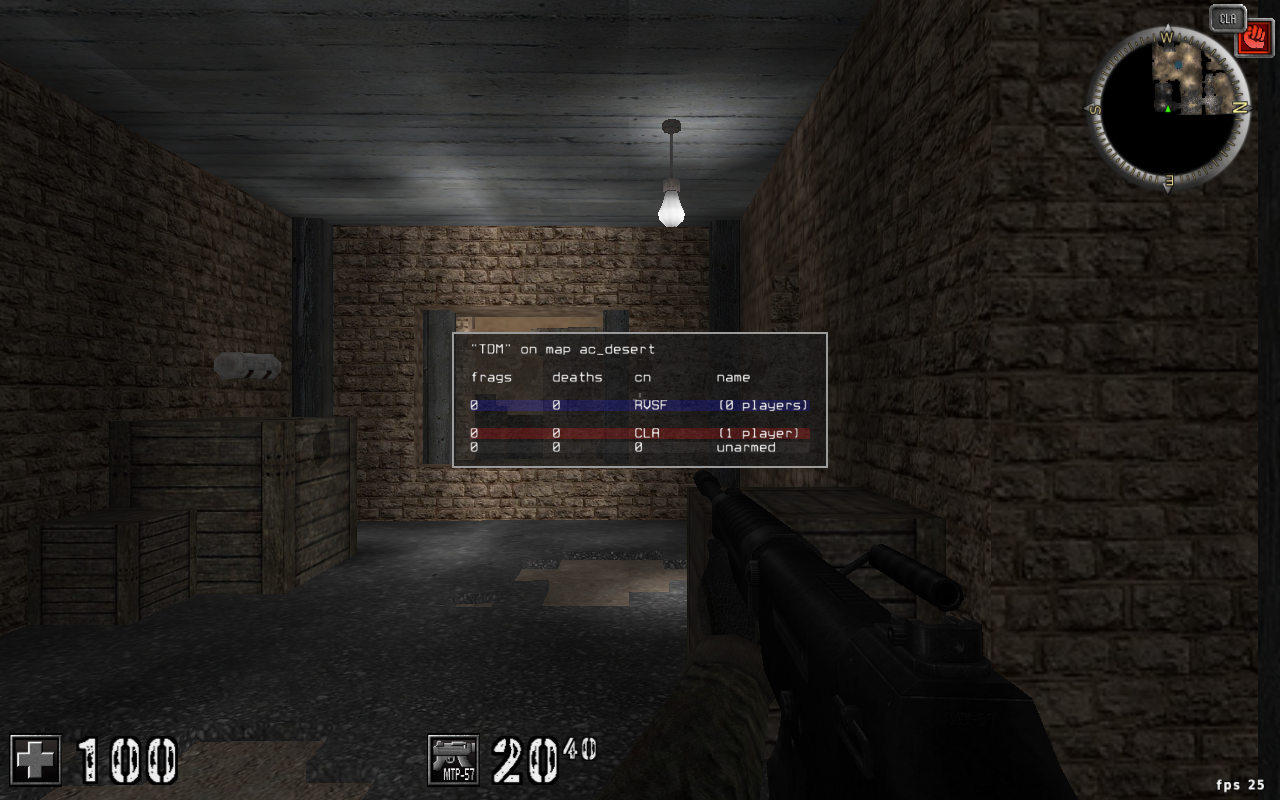 CLA
W
S
N
E
"TDM" on map ac_desert
frags deaths cn name
0 0 RVSF (0 players)
0 0 CLA (1 player)
0 0 0 unarmed
100
MTP-57
20 40
fps 25